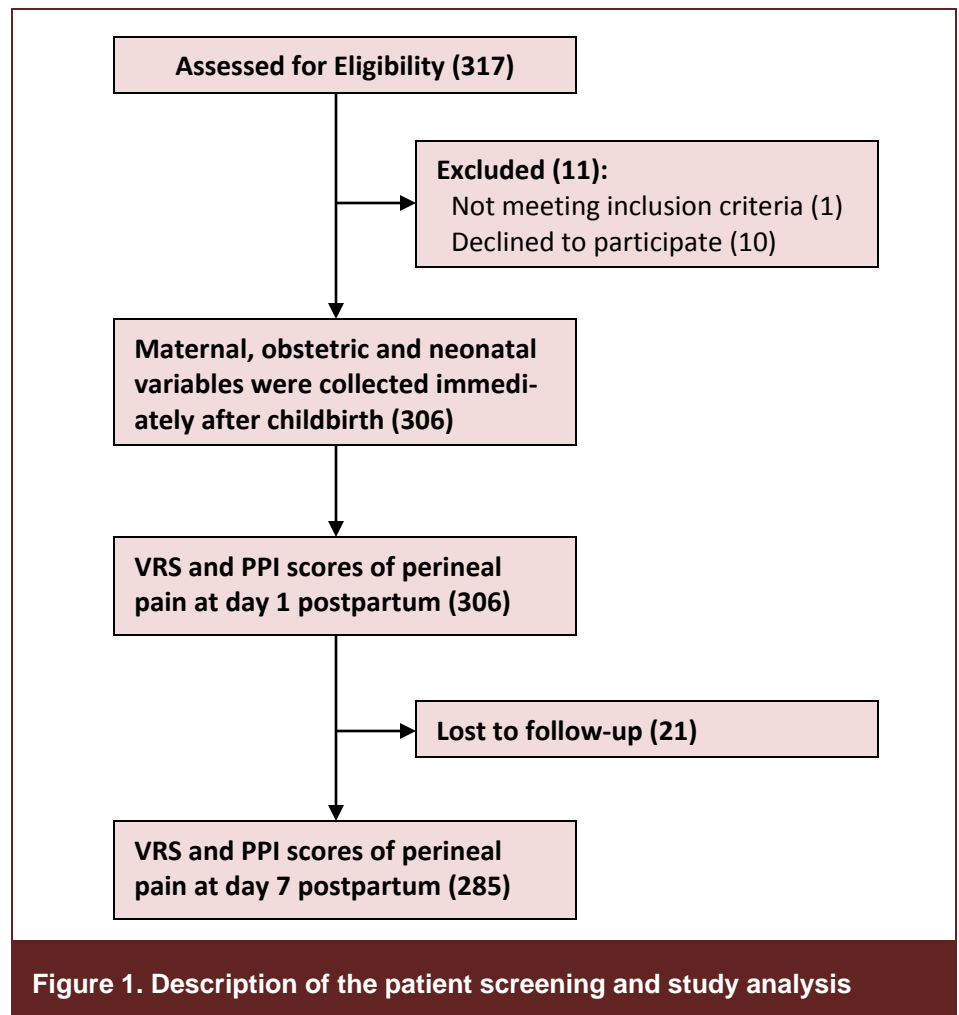 Assessed for Eligibility (317)
Excluded (11):
Not meeting inclusion criteria (1)
Declined to participate (10)
Maternal, obstetric and neonatal
variables were collected immedi-
ately after childbirth (306)
VRS and PPI scores of perineal
pain at day 1 postpartum (306)
Lost to follow-up (21)
VRS and PPI scores of perineal
pain at day 7 postpartum (285)
Figure 1. Description of the patient screening and study analysis